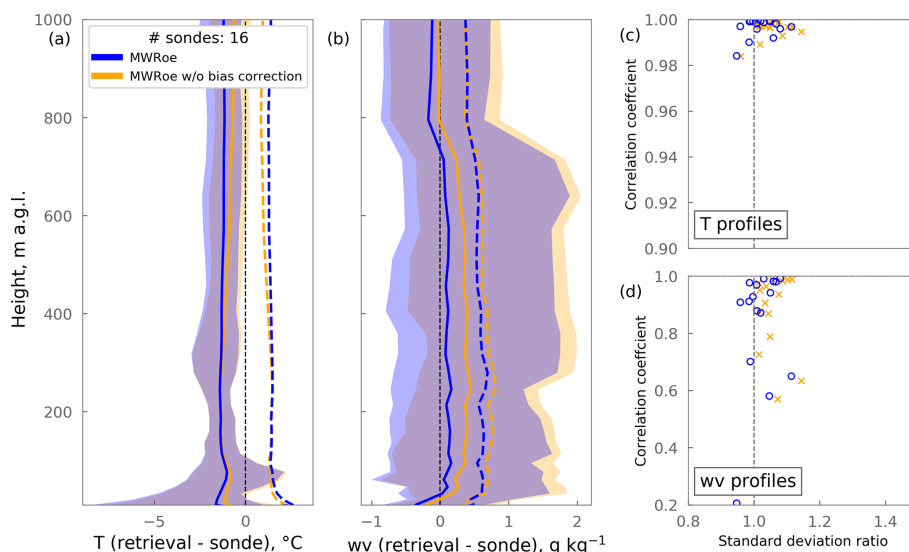 (a)
# sondes: 16
MWRoe
MWRoe w/o bias correction
1000
800
600
400
200
Height, m a.g.l.
−5
0
T (retrieval - sonde), °C
(b)
−1
0
1
2
wv (retrieval - sonde), g kg⁻¹
(c)
1.00
0.98
0.96
0.94
0.92
0.90
Correlation coeffcient
T profiles
(d)
1.0
0.8
0.6
0.4
0.2
Correlation coeffcient
wv profiles
0.8
1.0
1.2
1.4
Standard deviation ratio